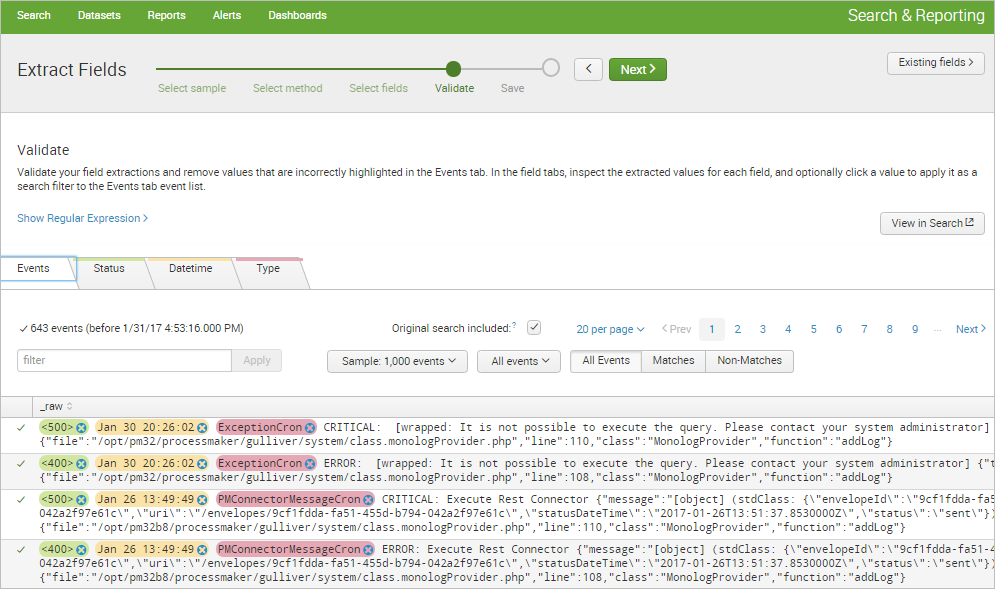 Search Datasets Reports Alerts Dashboards Search & Reporting
Extract Fields Select sample Select method Select fields Validate Save < Next > Existing fields >
Validate
Validate your field extractions and remove values that are incorrectly highlighted in the Events tab. In the field tabs, inspect the extracted values for each field, and optionally click a value to apply it as a
search filter to the Events tab event list.
Show Regular Expression >
View in Search
Events Status Datetime Type
✓ 643 events (before 1/31/17 4:53:16.000 PM) Original search included: ? ✓ 20 per page < Prev 1 2 3 4 5 6 7 8 9 ... Next >
filter Apply Sample: 1,000 events All events All Events Matches Non-Matches
_raw
✓ <500> Jan 30 20:26:02 ExceptionCron CRITICAL: [wrapped: It is not possible to execute the query. Please contact your system administrator]
{"file":"/opt/pm32/processmaker/gulliver/system/class.monologProvider.php","line":110,"class":"MonologProvider","function":"addLog"}
✓ <400> Jan 30 20:26:02 ExceptionCron ERROR: [wrapped: It is not possible to execute the query. Please contact your system administrator] {"t
{"file":"/opt/pm32/processmaker/gulliver/system/class.monologProvider.php","line":108,"class":"MonologProvider","function":"addLog"}
✓ <500> Jan 26 13:49:49 PMConnectorMessageCron CRITICAL: Execute Rest Connector {"message":"[object] (stdClass: {\"envelopeId\":\"9cf1fdda-fa5
042a2f97e61c\",\"uri\":\"/envelopes/9cf1fdda-fa51-455d-b794-042a2f97e61c\",\"statusDateTime\":\"2017-01-26T13:51:37.8530000Z\",\"status\":\"sent\"})
{"file":"/opt/pm32b8/processmaker/gulliver/system/class.monologProvider.php","line":110,"class":"MonologProvider","function":"addLog"}
✓ <400> Jan 26 13:49:49 PMConnectorMessageCron ERROR: Execute Rest Connector {"message":"[object] (stdClass: {\"envelopeId\":\"9cf1fdda-fa51-4
042a2f97e61c\",\"uri\":\"/envelopes/9cf1fdda-fa51-455d-b794-042a2f97e61c\",\"statusDateTime\":\"2017-01-26T13:51:37.8530000Z\",\"status\":\"sent\"})
{"file":"/opt/pm32b8/processmaker/gulliver/system/class.monologProvider.php","line":108,"class":"MonologProvider","function":"addLog"}